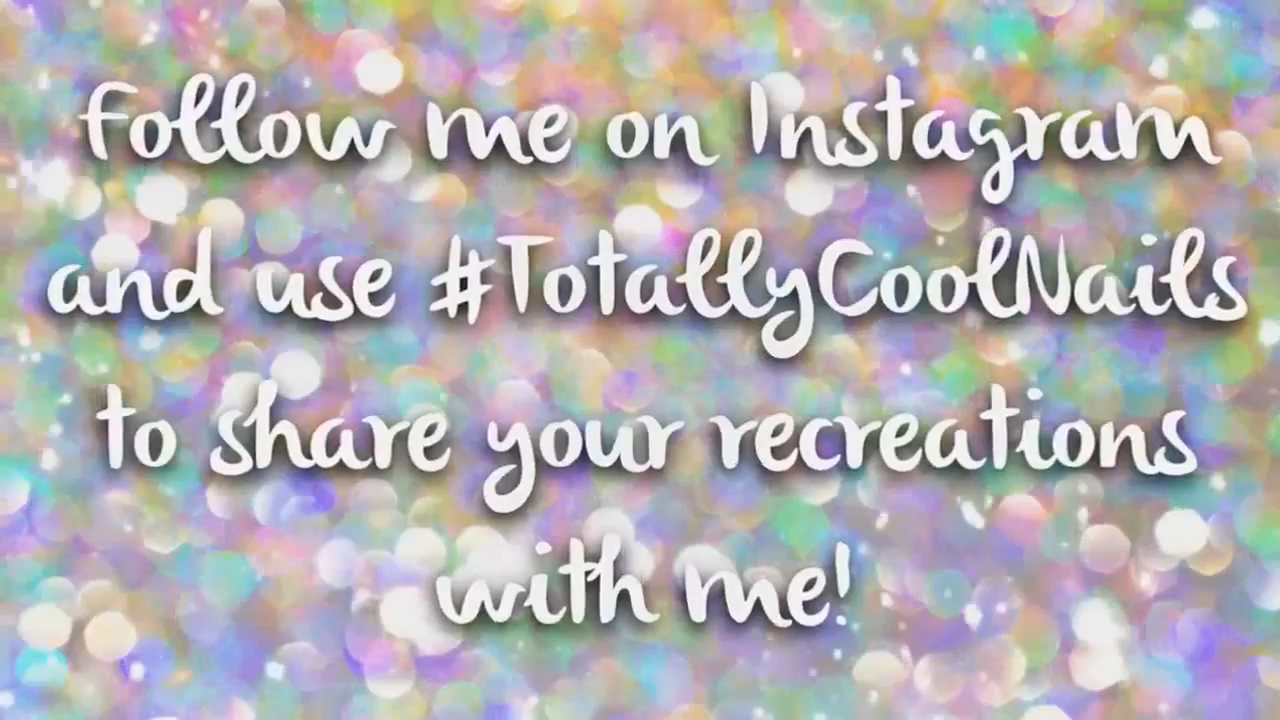 Follow me on Instagram
and use #TotallyCoolNails
to share your recreations
with me!